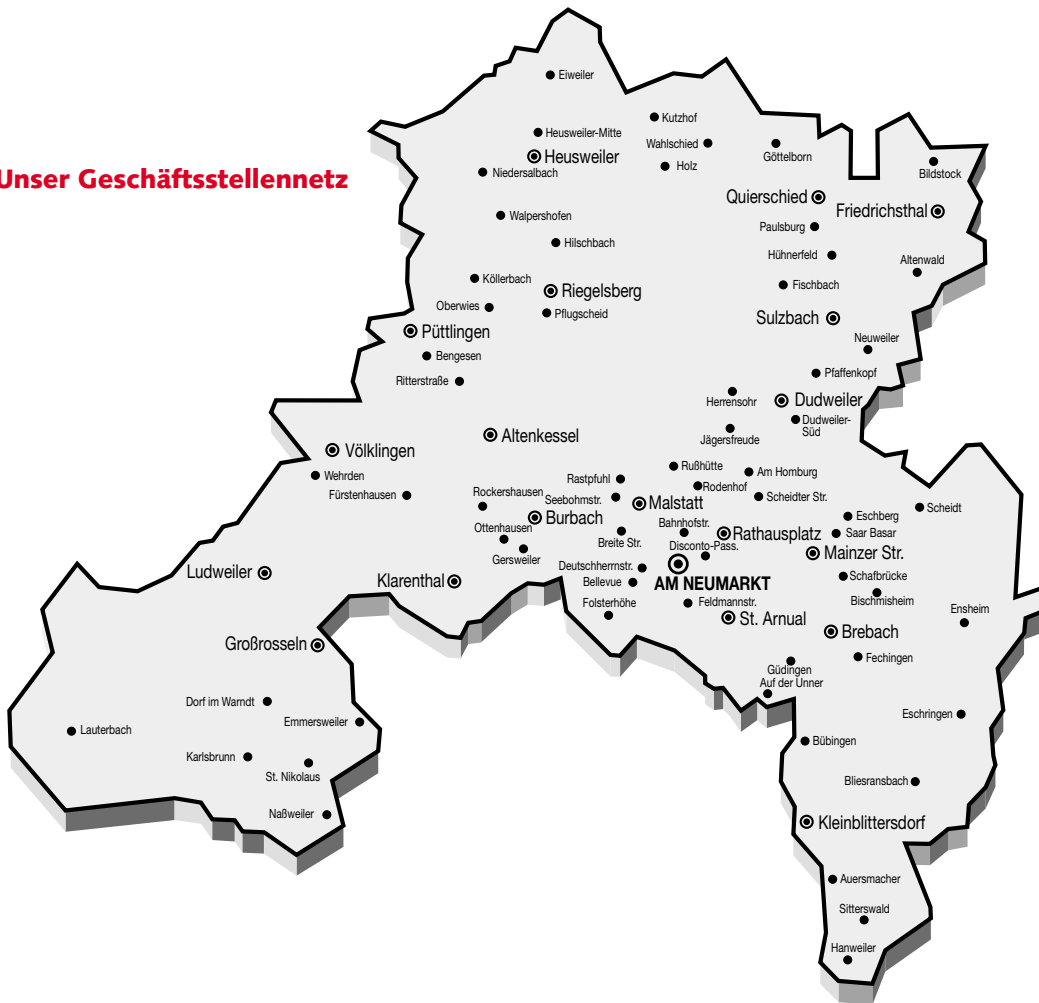 Unser Geschäftsstellennetz
Eiweiler
Kutzhof
Heusweiler-Mitte
Wahlschied
Göttelborn
Heusweiler
Holz
Bildstock
Niedersalbach
Quierschied
Friedrichsthal
Walpershofen
Paulsburg
Hilschbach
Hühnerfeld
Altenwald
Köllerbach
Fischbach
Riegelsberg
Oberwies
Pflugscheid
Sulzbach
Püttlingen
Neuweiler
Bengesen
Ritterstraße
Pfaffenkopf
Herrensohr
Dudweiler
Dudweiler-
Süd
Jägersfreude
Altenkessel
Völklingen
Wehrden
Fürstenhausen
Rußhütte
Am Homburg
Rastpfuhl
Rodenhof
Rockershausen
Seebohmstr.
Scheidter Str.
Malstatt
Scheidt
Burbach
Eschberg
Bahnhofstr.
Rathausplatz
Saar Basar
Ottenhausen
Breite Str.
Disconto-Pass.
Mainzer Str.
Gersweiler
Deutschherrnstr.
Ludweiler
Klarenthal
Bellevue
AM NEUMARKT
Schafbrücke
Bischmisheim
Folsterhöhe
Feldmannstr.
Ensheim
St. Arnual
Brebach
Großrosseln
Fechingen
Güdingen
Auf der Unner
Dorf im Warndt
Emmersweiler
Eschringen
Lauterbach
Bübingen
Karlsbrunn
St. Nikolaus
Bliesransbach
Naßweiler
Kleinblittersdorf
Auersmacher
Sitterswald
Hanweiler